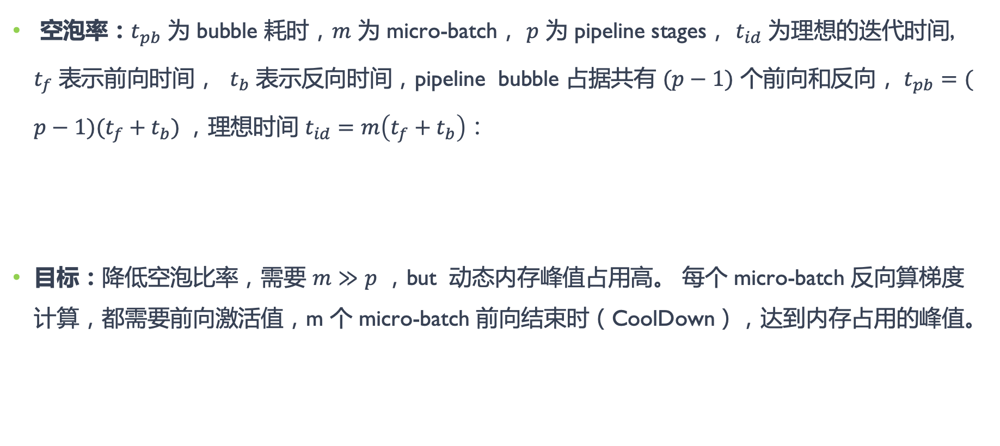 • 空泡率：t_{pb} 为 bubble 耗时，m 为 micro-batch， p 为 pipeline stages， t_{id} 为理想的迭代时间,
t_f 表示前向时间， t_b 表示反向时间，pipeline bubble 占据共有 (p − 1) 个前向和反向， t_{pb} = (
p − 1)(t_f + t_b) ，理想时间 t_{id} = m(t_f + t_b)：
• 目标：降低空泡比率，需要 m ≫ p ，but 动态内存峰值占用高。 每个 micro-batch 反向算梯度
计算，都需要前向激活值，m 个 micro-batch 前向结束时（CoolDown），达到内存占用的峰值。